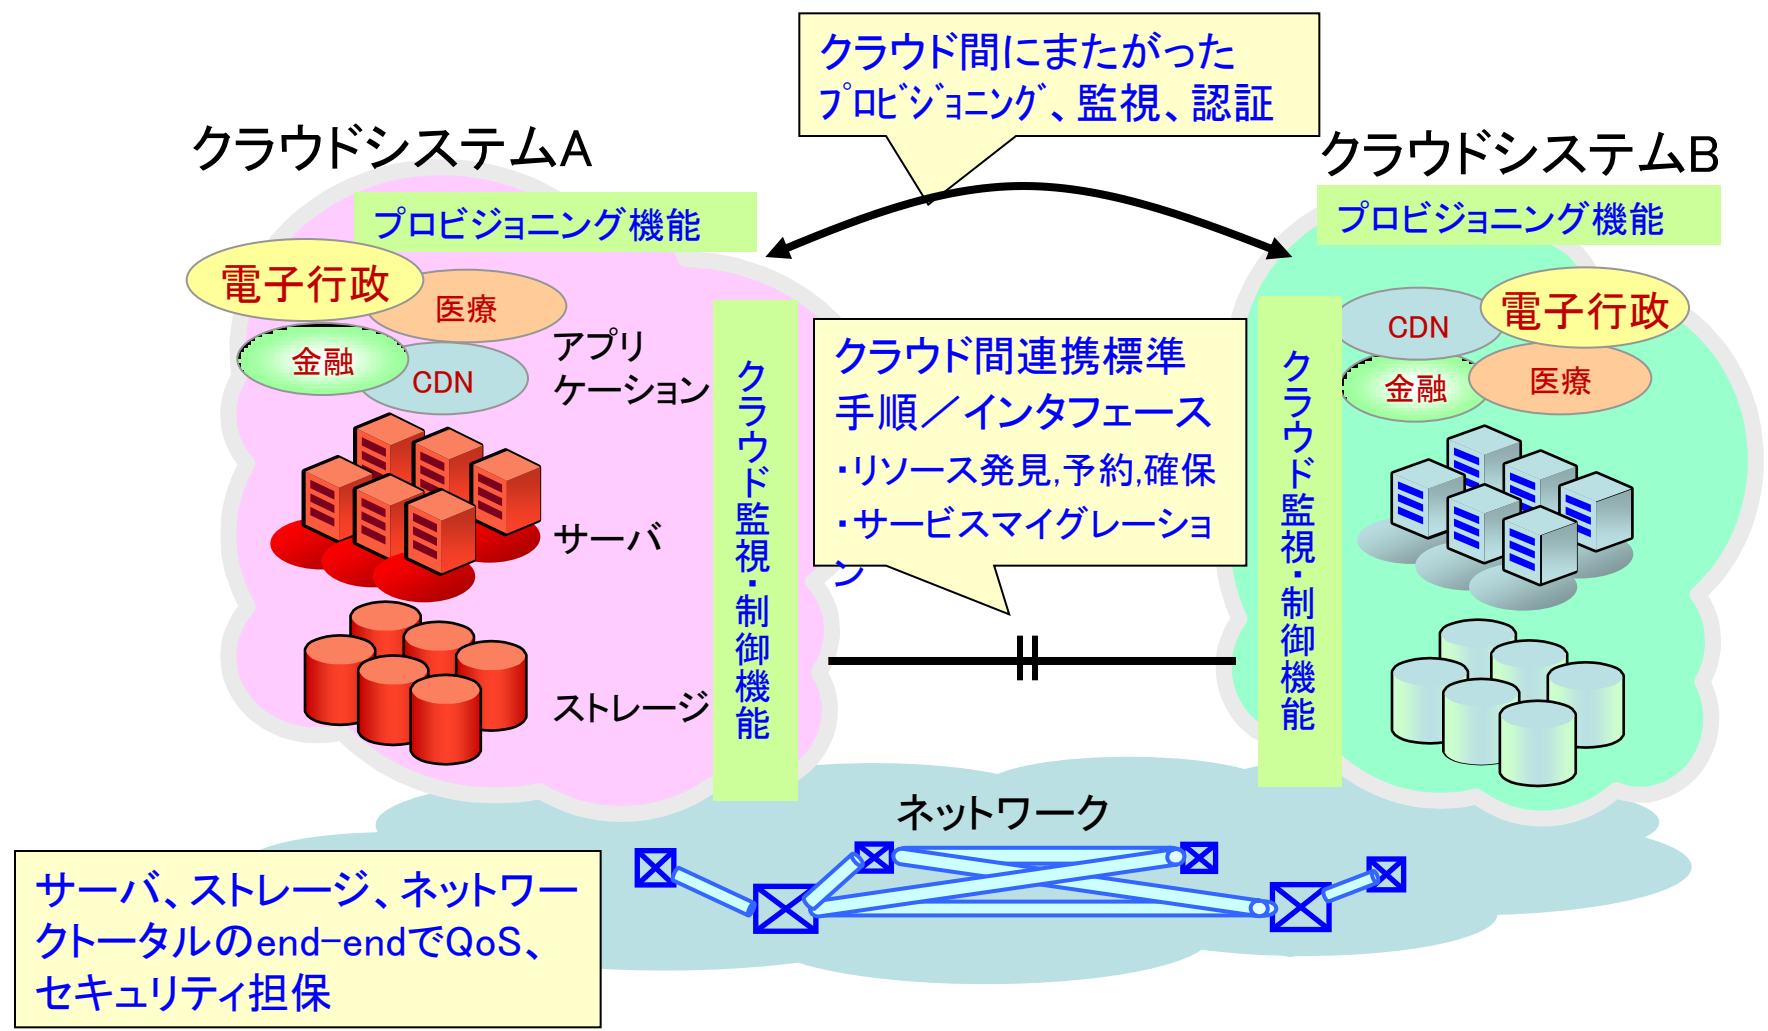 クラウド間にまたがった
ﾌﾟﾛﾋﾞｼﾞｮﾆﾝｸﾞ、監視、認証
クラウドシステムA
クラウドシステムB
プロビジョニング機能
プロビジョニング機能
電子行政
医療
金融
CDN
アプリ
ケーション
サーバ
ストレージ
クラウド監視・制御機能
クラウド間連携標準
手順／インタフェース
・リソース発見,予約,確保
・サービスマイグレーショ
ン
クラウド監視・制御機能
CDN
電子行政
金融
医療
ネットワーク
サーバ、ストレージ、ネットワー
クトータルのend-endでQoS、
セキュリティ担保